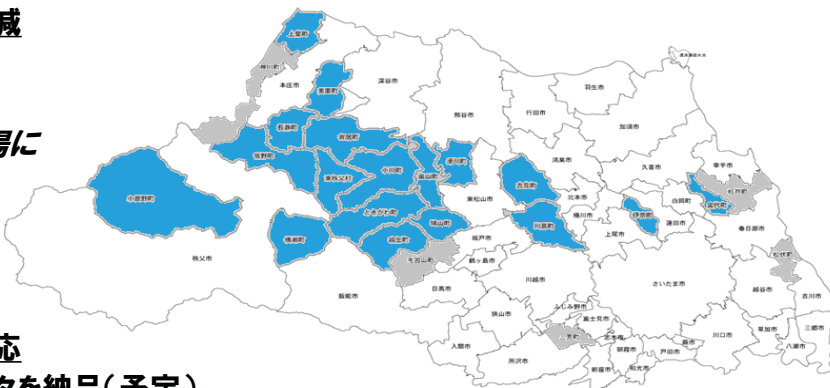 減
場に
応
タを納品(予定)
上里町
神川町
本庄市
深谷市
美里町
長瀞町
寄居町
皆野町
小鹿野町
東秩父村
小川町
嵐山町
滑川町
ときがわ町
鳩山町
越生町
毛呂山町
横瀬町
秩父市
飯能市
熊谷市
行田市
羽生市
加須市
鴻巣市
久喜市
幸手市
杉戸町
宮代町
白岡町
北本市
桶川市
伊奈町
蓮田市
上尾市
春日部市
吉見町
川島町
東松山市
坂戸市
鶴ヶ島市
日高市
川越市
さいたま市
松伏町
越谷市
吉川市
狭山市
ふじみ野市
富士見市
入間市
所沢市
三芳町
志木市
新座市
朝霞市
和光市
戸田市
蕨市
川口市
草加市
八潮市
三郷市